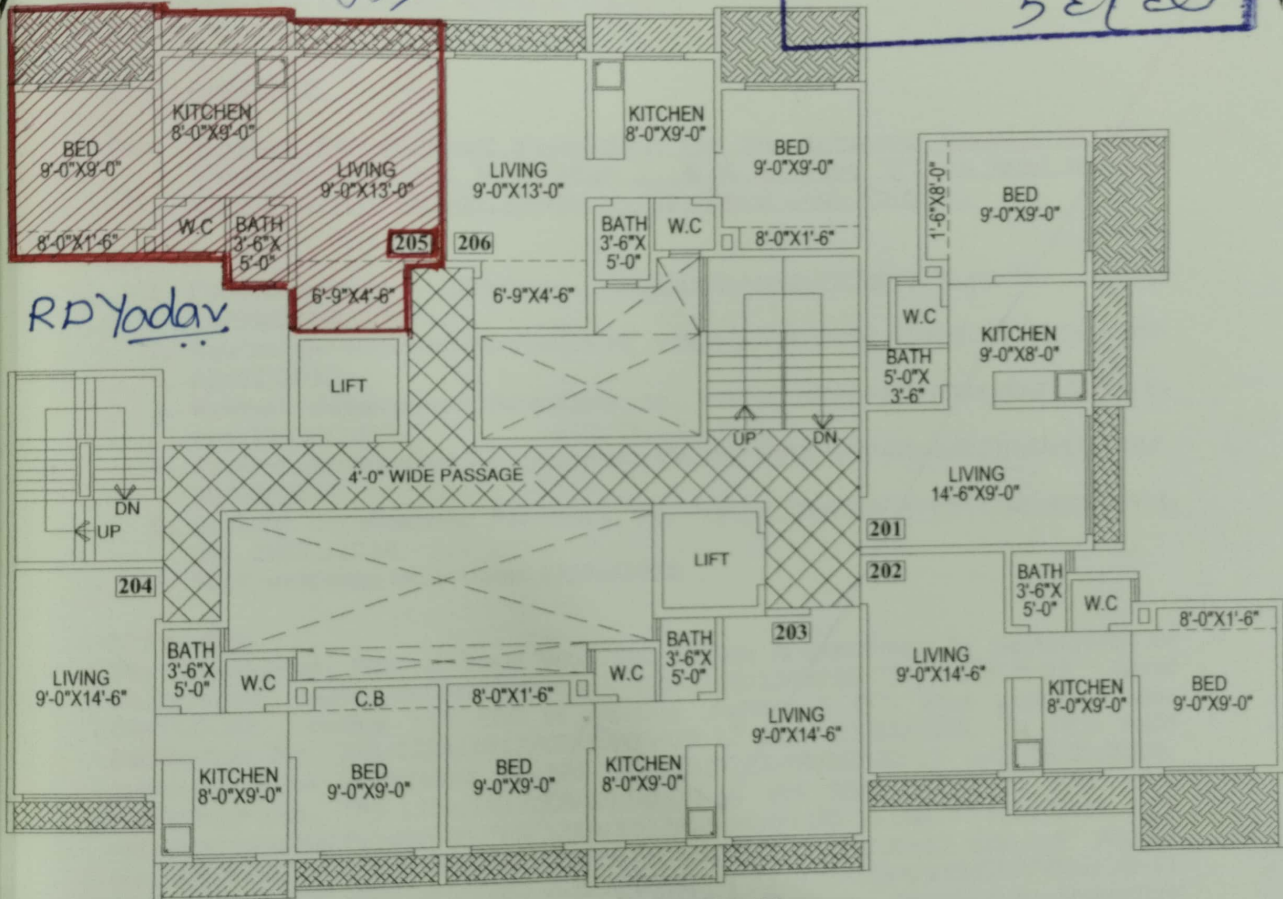 BED
9'-0"X9'-0"
8'-0"X1'-6"
KITCHEN
8'-0"X9'-0"
W.C
BATH
3'-6"X
5'-0"
LIVING
9'-0"X13'-0"
205
6'-9"X4'-6"
206
LIVING
9'-0"X13'-0"
6'-9"X4'-6"
KITCHEN
8'-0"X9'-0"
BATH
3'-6"X
5'-0"
W.C
BED
9'-0"X9'-0"
8'-0"X1'-6"
1'-6"X8'-0"
BED
9'-0"X9'-0"
W.C
KITCHEN
9'-0"X8'-0"
BATH
5'-0"X
3'-6"
LIVING
14'-6"X9'-0"
201
RD Yadav
LIFT
UP
DN
4'-0" WIDE PASSAGE
DN
UP
LIFT
204
LIVING
9'-0"X14'-6"
BATH
3'-6"X
5'-0"
W.C
KITCHEN
8'-0"X9'-0"
C.B
BED
9'-0"X9'-0"
8'-0"X1'-6"
BED
9'-0"X9'-0"
W.C
BATH
3'-6"X
5'-0"
KITCHEN
8'-0"X9'-0"
203
LIVING
9'-0"X14'-6"
202
LIVING
9'-0"X14'-6"
BATH
3'-6"X
5'-0"
W.C
KITCHEN
8'-0"X9'-0"
8'-0"X1'-6"
BED
9'-0"X9'-0"